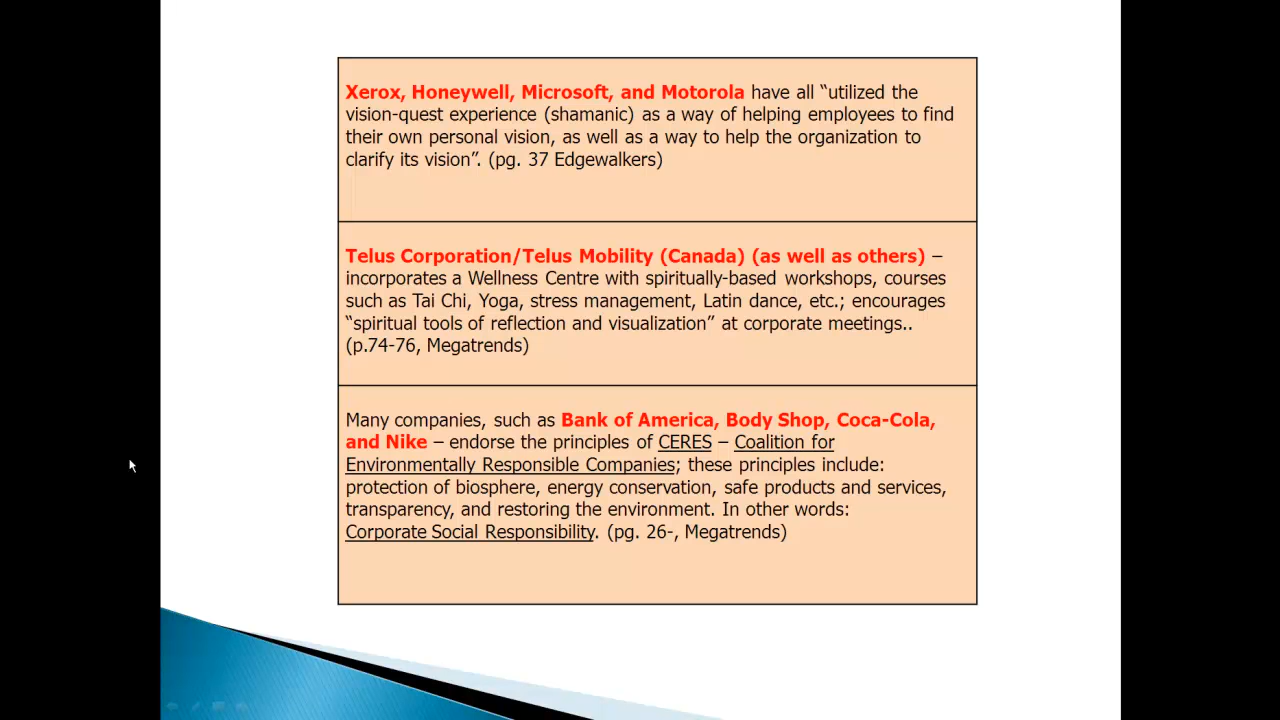 Xerox, Honeywell, Microsoft, and Motorola have all “utilized the
vision-quest experience (shamanic) as a way of helping employees to find
their own personal vision, as well as a way to help the organization to
clarify its vision”. (pg. 37 Edgewalkers)
Telus Corporation/Telus Mobility (Canada) (as well as others) –
incorporates a Wellness Centre with spiritually-based workshops, courses
such as Tai Chi, Yoga, stress management, Latin dance, etc.; encourages
“spiritual tools of reflection and visualization” at corporate meetings..
(p.74-76, Megatrends)
Many companies, such as Bank of America, Body Shop, Coca-Cola,
and Nike – endorse the principles of CERES – Coalition for
Environmentally Responsible Companies; these principles include:
protection of biosphere, energy conservation, safe products and services,
transparency, and restoring the environment. In other words:
Corporate Social Responsibility. (pg. 26-, Megatrends)